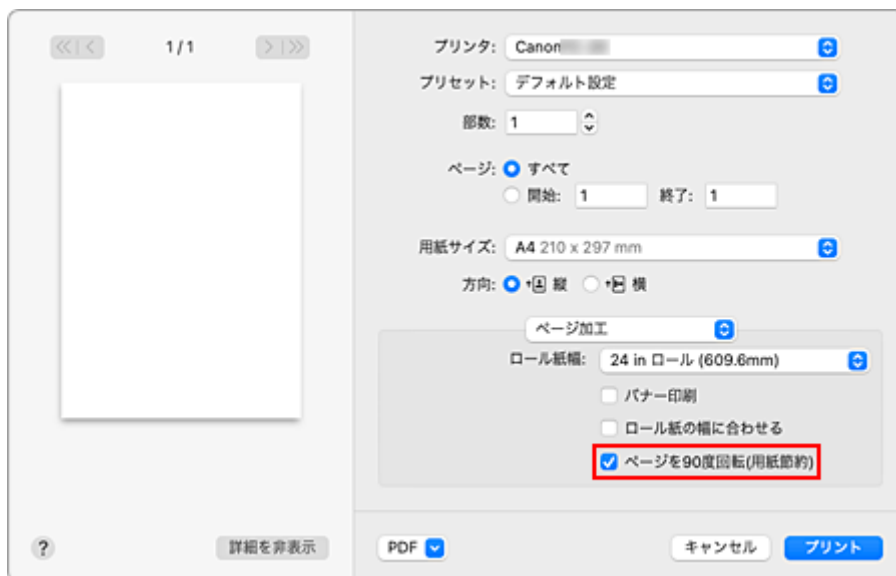 1 / 1
プリンタ: Canon
プリセット: デフォルト設定
部数: 1
ページ: すべて
開始: 1 終了: 1
用紙サイズ: A4 210 x 297 mm
方向: 縦 横
ページ加工
ロール紙幅: 24 in ロール (609.6mm)
バナー印刷
ロール紙の幅に合わせる
ページを90度回転(用紙節約)
? 詳細を非表示 PDF キャンセル プリント